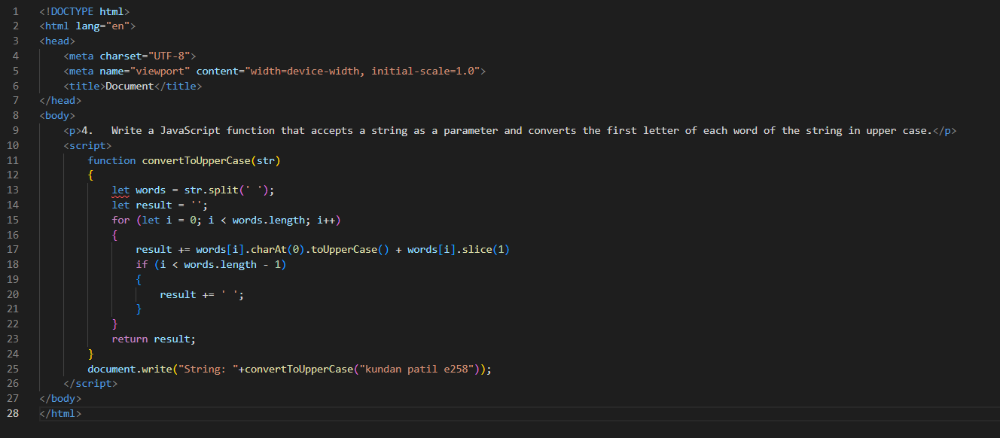 1 <!DOCTYPE html>
2 <html lang="en">
3 <head>
4     <meta charset="UTF-8">
5     <meta name="viewport" content="width=device-width, initial-scale=1.0">
6     <title>Document</title>
7 </head>
8 <body>
9     <p>4.   Write a JavaScript function that accepts a string as a parameter and converts the first letter of each word of the string in upper case.</p>
10     <script>
11         function convertToUpperCase(str)
12         {
13             let words = str.split(' ');
14             let result = '';
15             for (let i = 0; i < words.length; i++)
16             {
17                 result += words[i].charAt(0).toUpperCase() + words[i].slice(1)
18                 if (i < words.length - 1)
19                 {
20                     result += ' ';
21                 }
22             }
23             return result;
24         }
25         document.write("String: "+convertToUpperCase("kundan patil e258"));
26     </script>
27 </body>
28 </html>